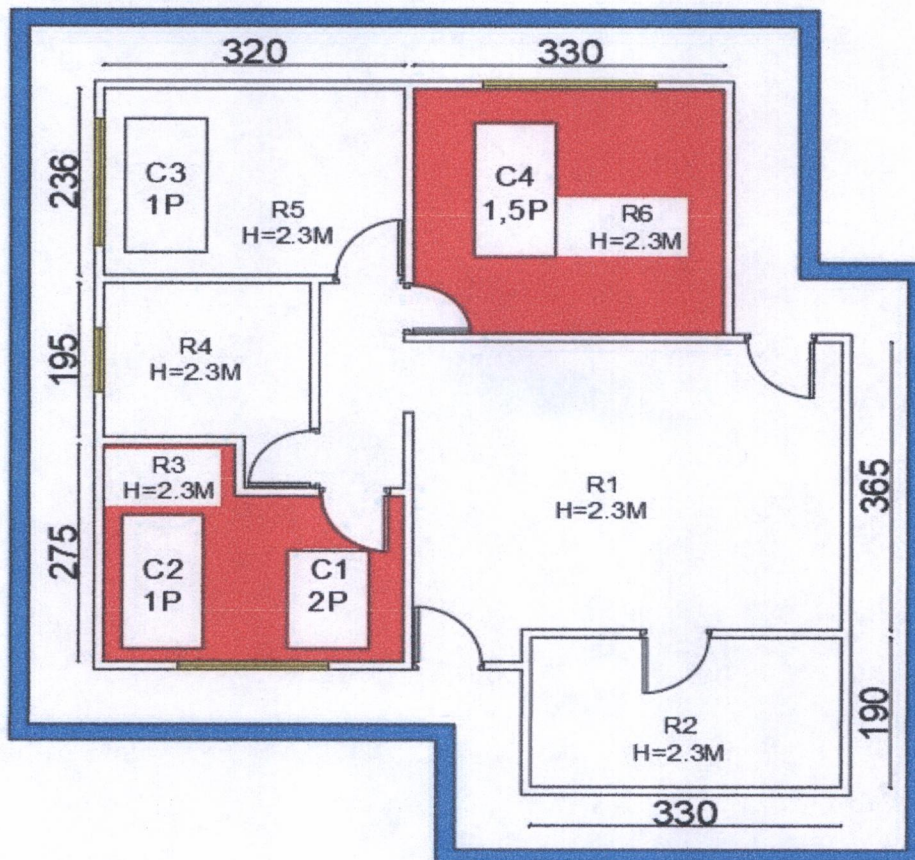 320
330
236
C3
1P
R5
H=2.3M
C4
1,5P
R6
H=2.3M
195
R4
H=2.3M
R3
H=2.3M
275
C2
1P
C1
2P
R1
H=2.3M
365
R2
H=2.3M
190
330